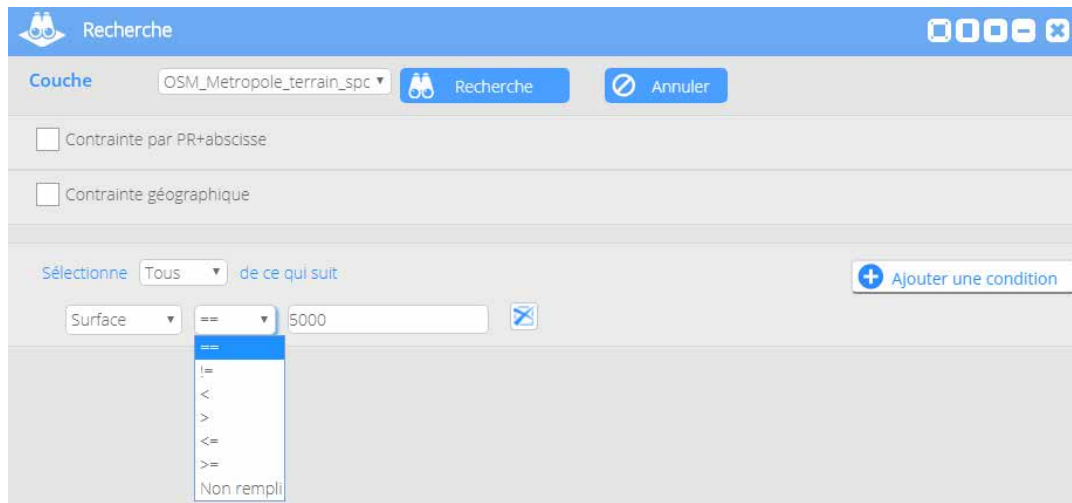 Recherche
Couche OSM_Metropole_terrain_spc Recherche Annuler
Contrainte par PR+abscisse
Contrainte géographique
Sélectionne Tous de ce qui suit Ajouter une condition
Surface == 5000
==
!=
<
>
<=
>=
Non rempli